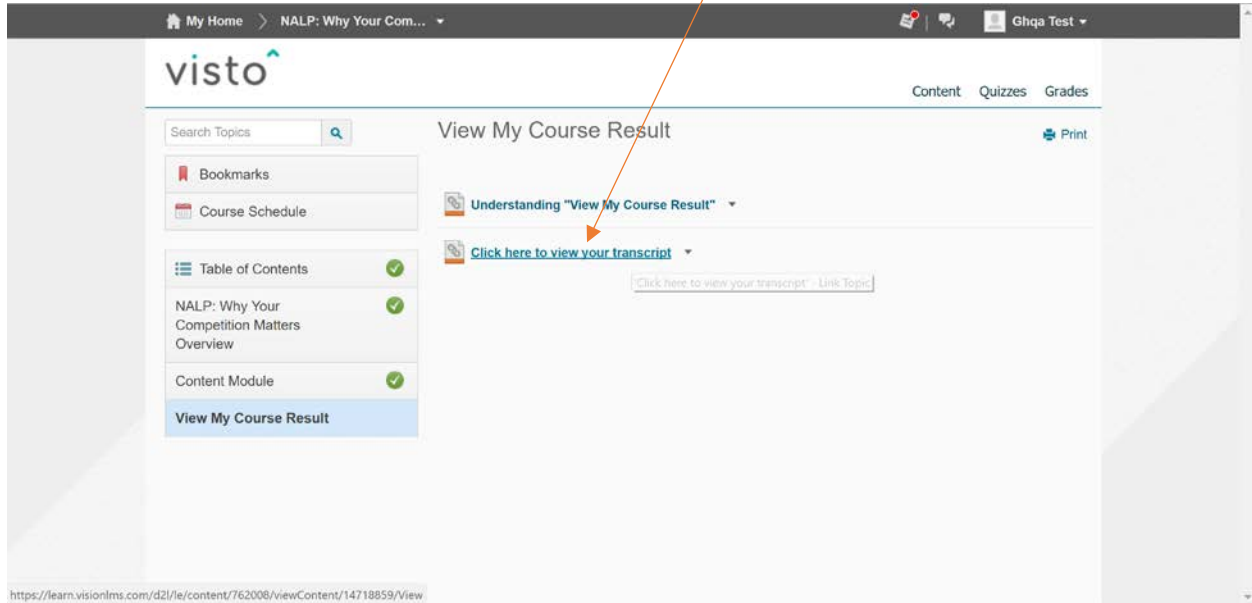 My Home > NALP: Why Your Com...
Ghqa Test
visto^
Content Quizzes Grades
Search Topics
View My Course Result
Print
Bookmarks
Course Schedule
Table of Contents
NALP: Why Your
Competition Matters
Overview
Content Module
View My Course Result
Understanding "View My Course Result"
Click here to view your transcript
'Click here to view your transcript' - Link Topic
https://learn.visionlms.com/d2l/le/content/762008/viewContent/14718859/View